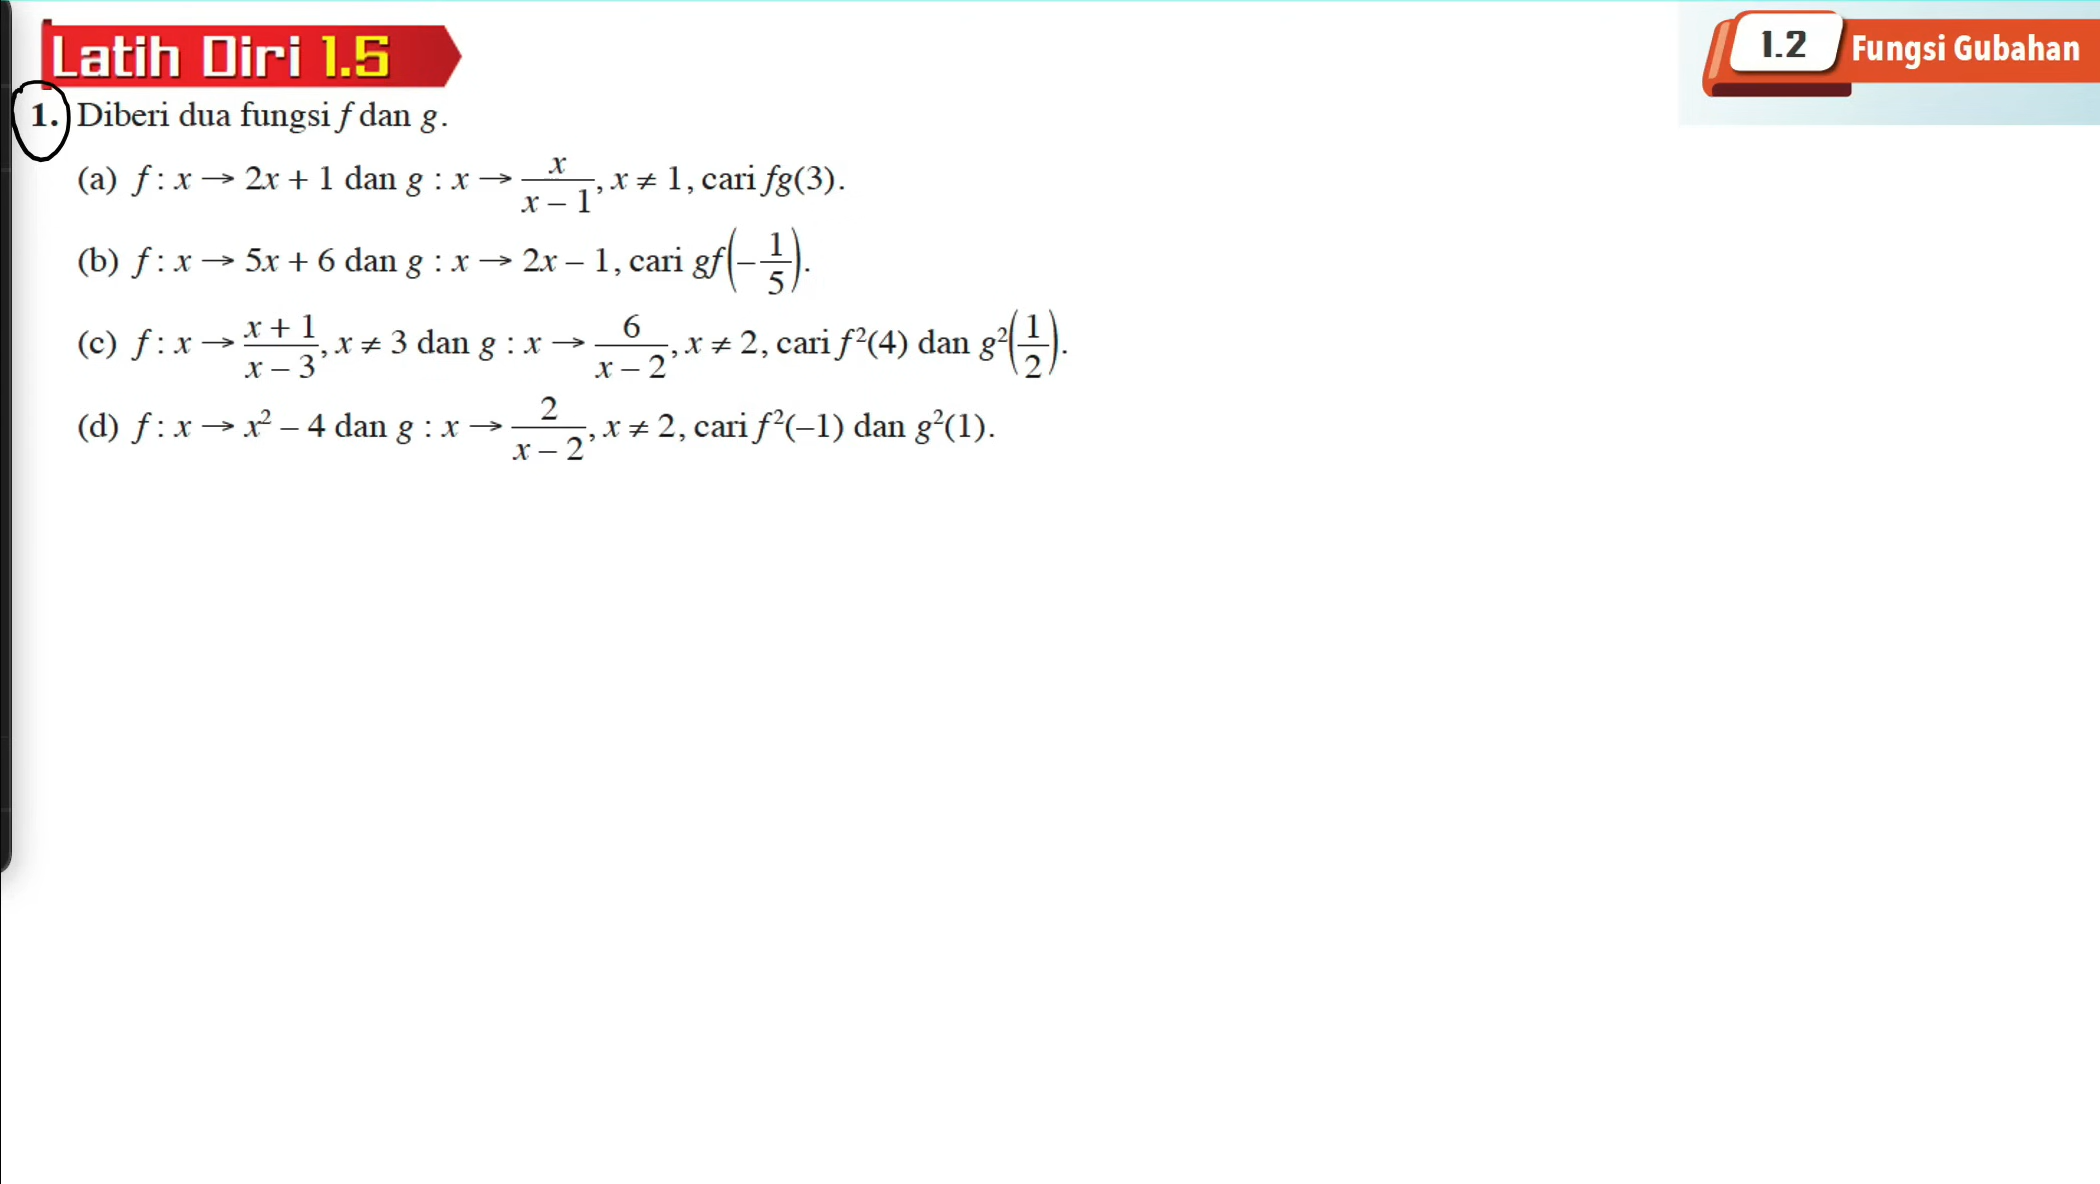 Latih Diri 1.5
1.2 Fungsi Gubahan
1. Diberi dua fungsi f dan g.
(a) f : x → 2x + 1 dan g : x → x/(x – 1), x ≠ 1, cari fg(3).
(b) f : x → 5x + 6 dan g : x → 2x – 1, cari gf(–1/5).
(c) f : x → (x + 1)/(x – 3), x ≠ 3 dan g : x → 6/(x – 2), x ≠ 2, cari f²(4) dan g²(1/2).
(d) f : x → x² – 4 dan g : x → 2/(x – 2), x ≠ 2, cari f²(–1) dan g²(1).